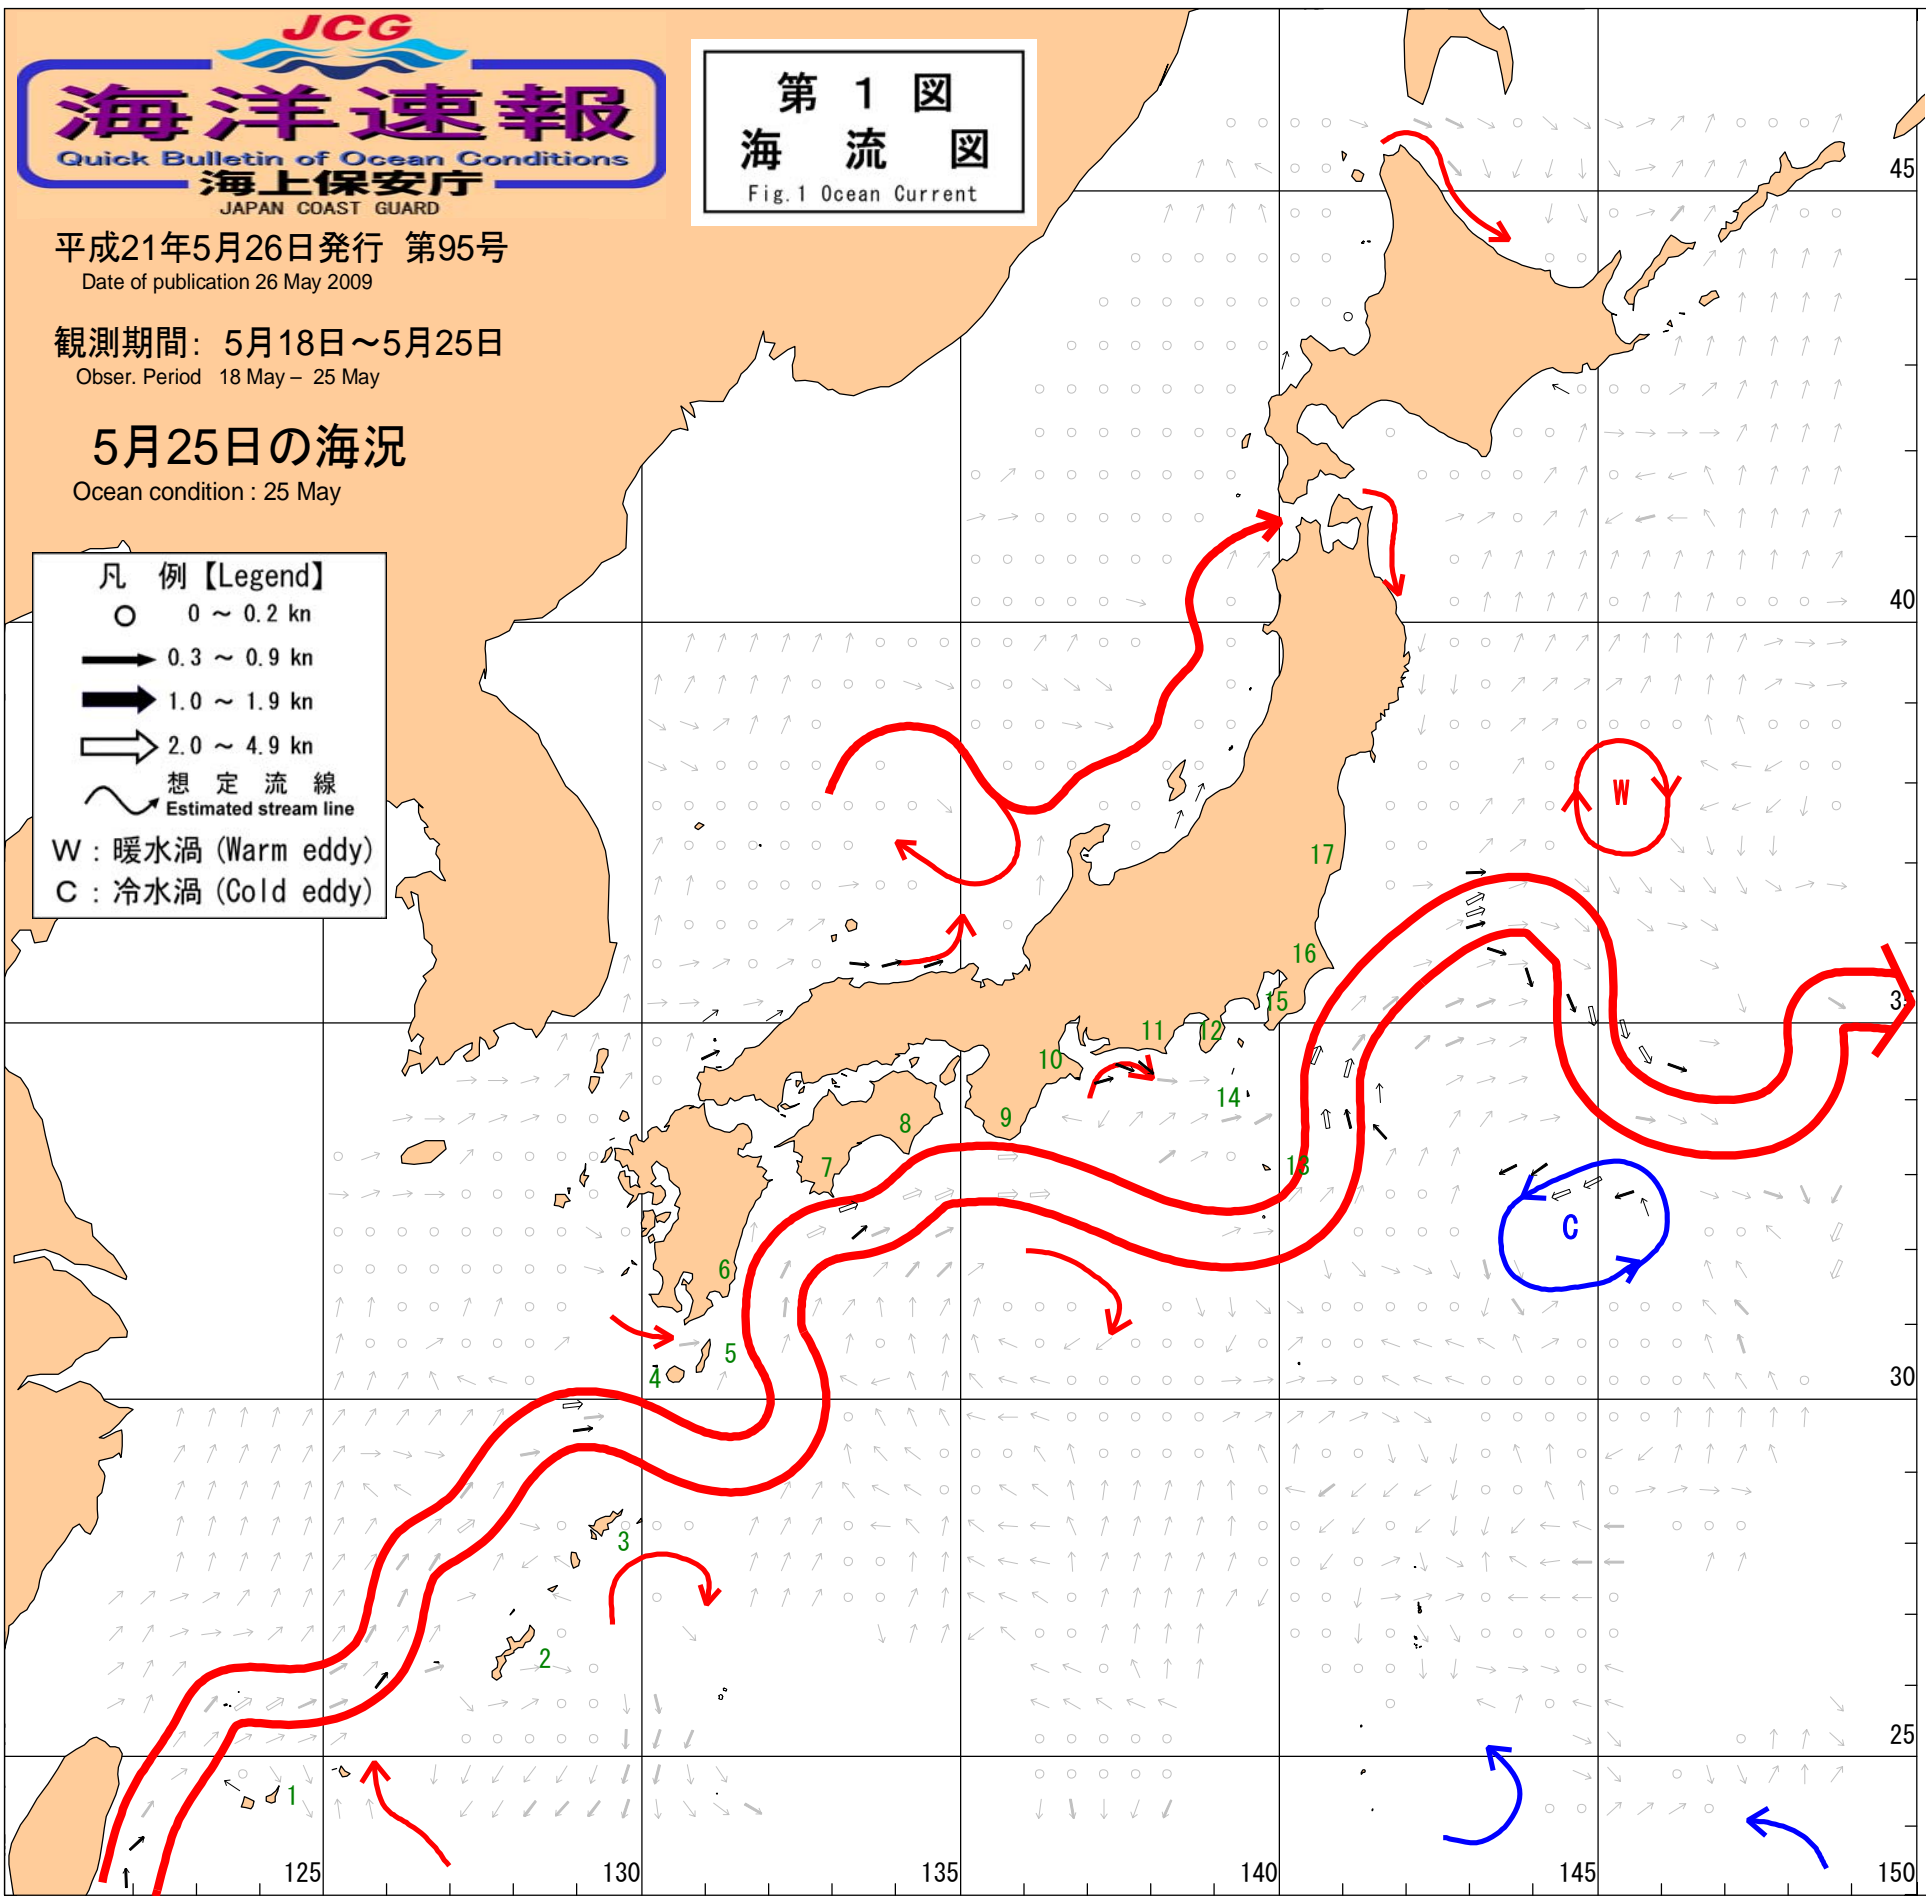 JCG
海洋速報
Quick Bulletin of Ocean Conditions
海上保安庁
JAPAN COAST GUARD
第 1 図
海 流 図
Fig.1 Ocean Current
平成21年5月26日発行 第95号
Date of publication 26 May 2009
観測期間: 5月18日～5月25日
Obser. Period 18 May – 25 May
5月25日の海況
Ocean condition : 25 May
凡 例【Legend】
0 ～ 0.2 kn
0.3 ～ 0.9 kn
1.0 ～ 1.9 kn
2.0 ～ 4.9 kn
想 定 流 線
Estimated stream line
W : 暖水渦 (Warm eddy)
C : 冷水渦 (Cold eddy)
45
40
W
17
16
15
35
11
12
10
14
9
8
7
13
C
6
5
4
30
3
2
25
1
125
130
135
140
145
150